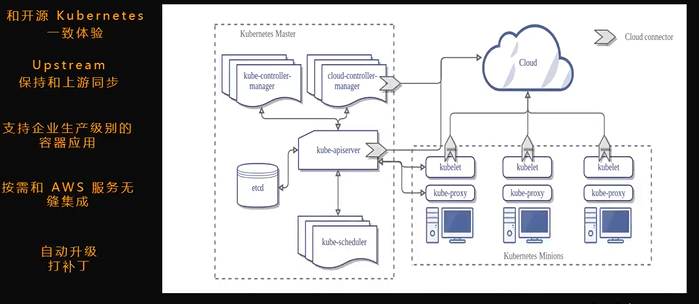 和开源 Kubernetes
一致体验
Upstream
保持和上游同步
支持企业生产级别的
容器应用
按需和 AWS 服务无
缝集成
自动升级
打补丁
Kubernetes Master
kube-controller-
manager
cloud-controller-
manager
kube-apiserver
etcd
kube-scheduler
Cloud
Cloud connector
kubelet
kubelet
kubelet
kube-proxy
kube-proxy
kube-proxy
Kubernetes Minions